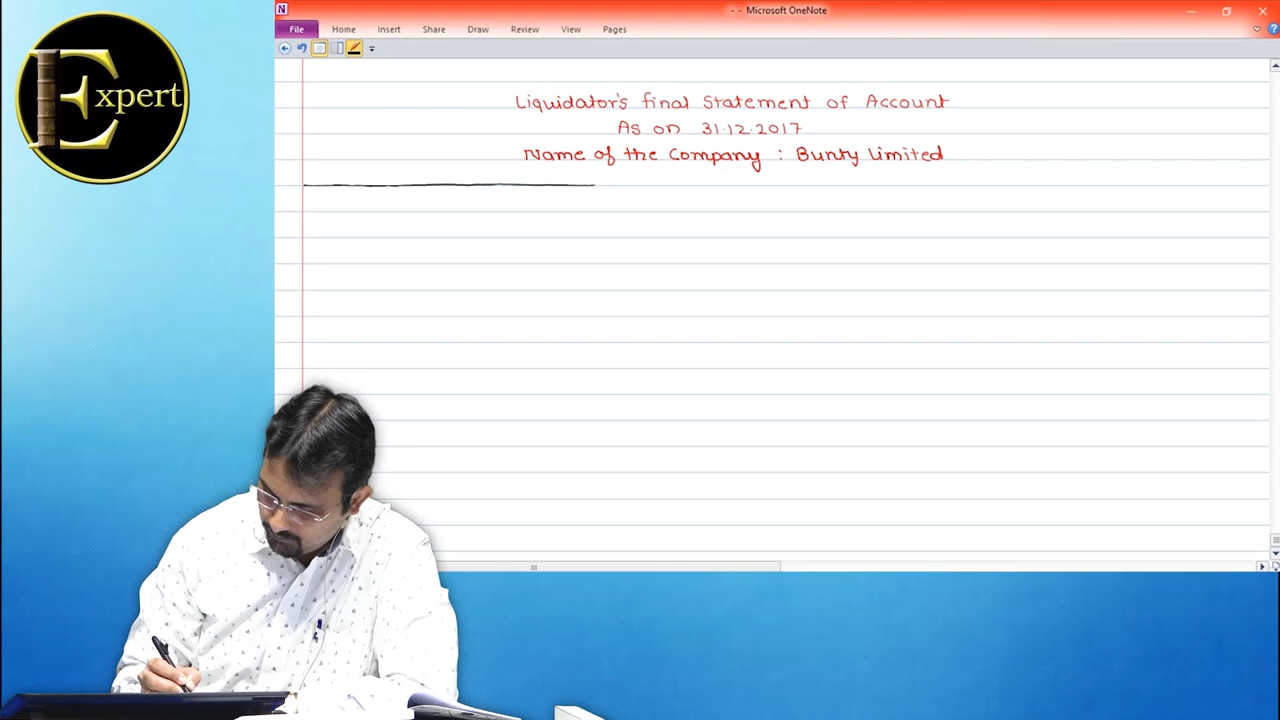 Expert
- - Microsoft OneNote
File Home Insert Share Draw Review View Pages
Liquidator's final Statement of Account
As on 31.12.2017
Name of the Company : Bunty Limited